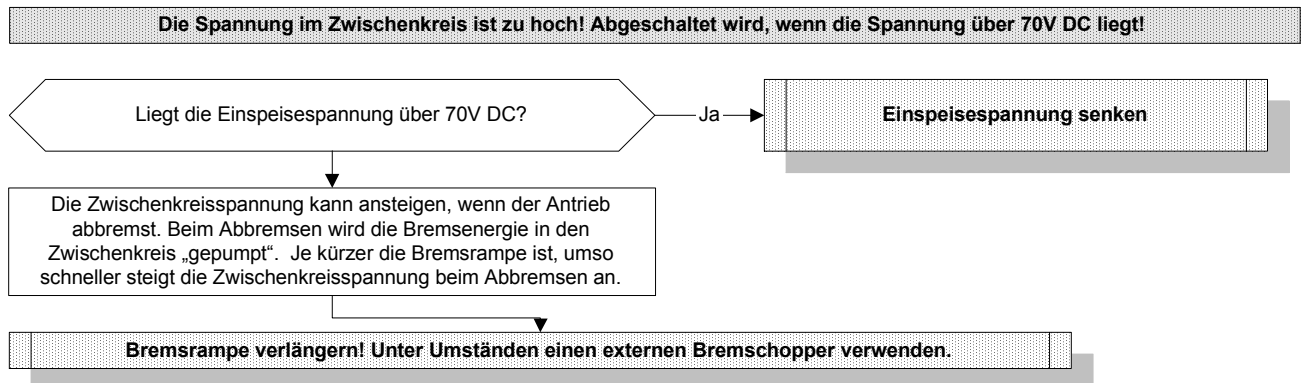 Die Spannung im Zwischenkreis ist zu hoch! Abgeschaltet wird, wenn die Spannung über 70V DC liegt!
Liegt die Einspeisespannung über 70V DC?
Ja
Einspeisespannung senken
Die Zwischenkreisspannung kann ansteigen, wenn der Antrieb
abbremst. Beim Abbremsen wird die Bremsenergie in den
Zwischenkreis „gepumpt“. Je kürzer die Bremsrampe ist, umso
schneller steigt die Zwischenkreisspannung beim Abbremsen an.
Bremsrampe verlängern! Unter Umständen einen externen Bremschopper verwenden.